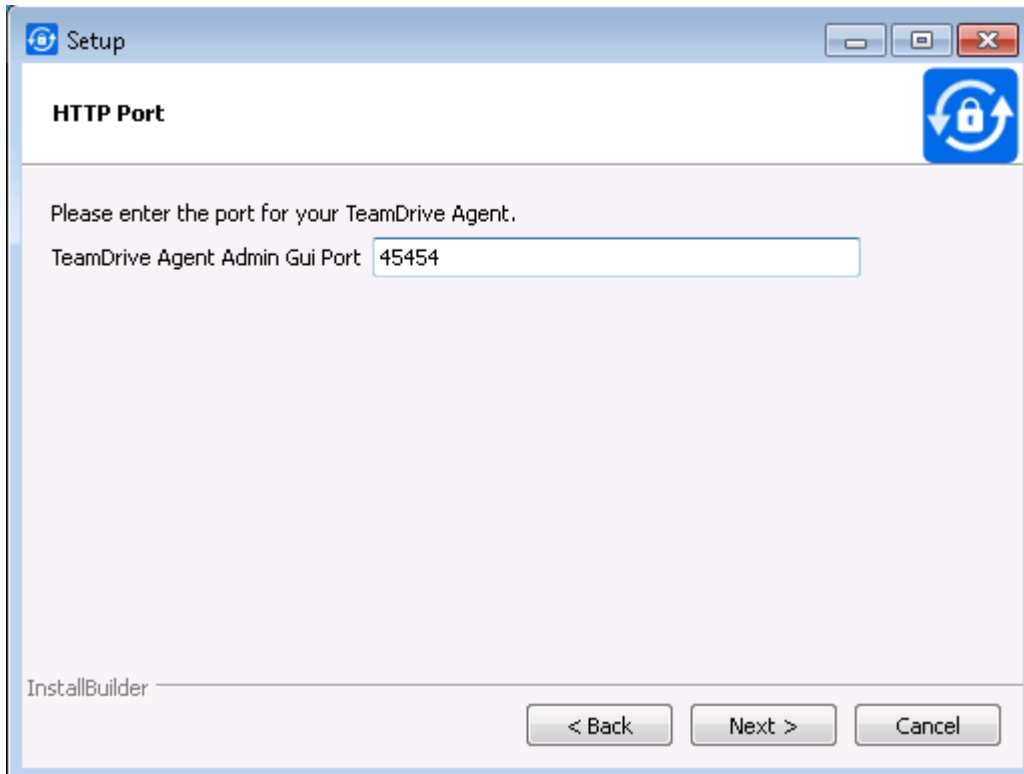 Setup
HTTP Port
Please enter the port for your TeamDrive Agent.
TeamDrive Agent Admin Gui Port 45454
InstallBuilder
< Back Next > Cancel